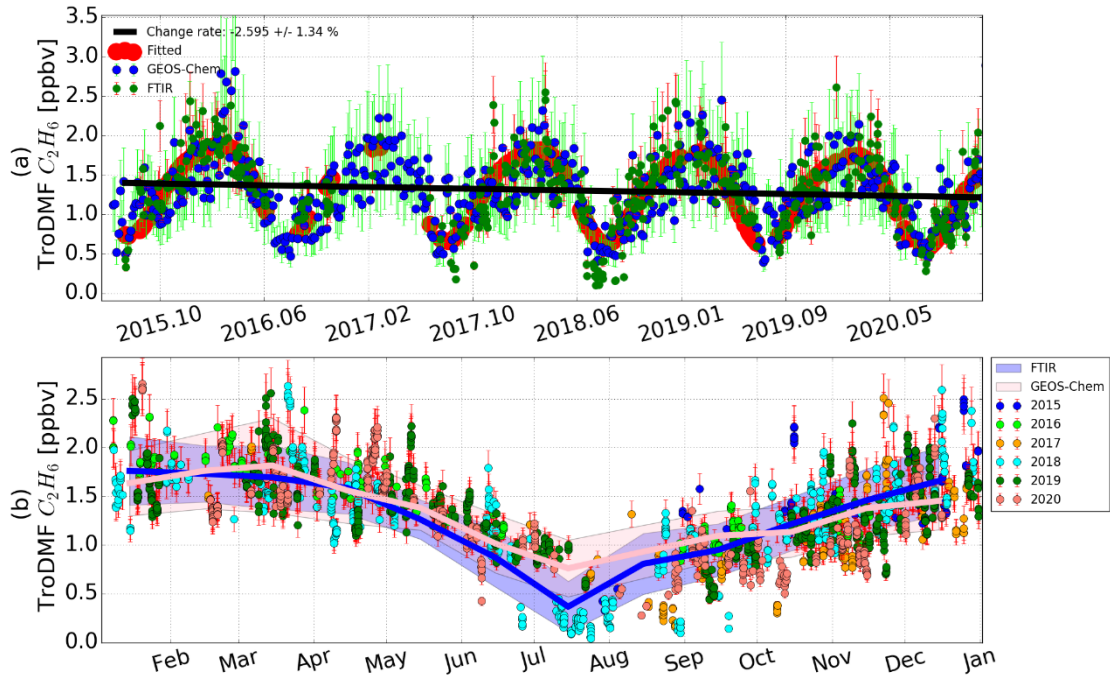 3.5
3.0
2.5
2.0
1.5
1.0
0.5
0.0
(a)
TroDMF C₂H₆ [ppbv]
Change rate: -2.595 +/- 1.34 %
Fitted
GEOS-Chem
FTIR
2015.10 2016.06 2017.02 2017.10 2018.06 2019.01 2019.09 2020.05
2.5
2.0
1.5
1.0
0.5
0.0
(b)
TroDMF C₂H₆ [ppbv]
Feb Mar Apr May Jun Jul Aug Sep Oct Nov Dec Jan
FTIR
GEOS-Chem
2015
2016
2017
2018
2019
2020